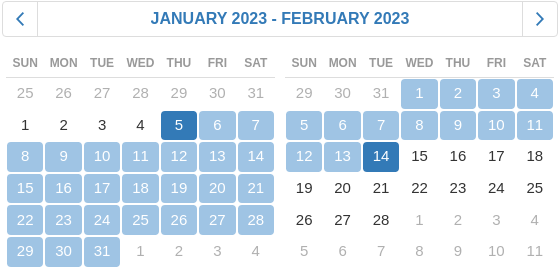 JANUARY 2023 - FEBRUARY 2023
SUN MON TUE WED THU FRI SAT
25 26 27 28 29 30 31
1 2 3 4 5 6 7
8 9 10 11 12 13 14
15 16 17 18 19 20 21
22 23 24 25 26 27 28
29 30 31 1 2 3 4
SUN MON TUE WED THU FRI SAT
29 30 31 1 2 3 4
5 6 7 8 9 10 11
12 13 14 15 16 17 18
19 20 21 22 23 24 25
26 27 28 1 2 3 4
5 6 7 8 9 10 11